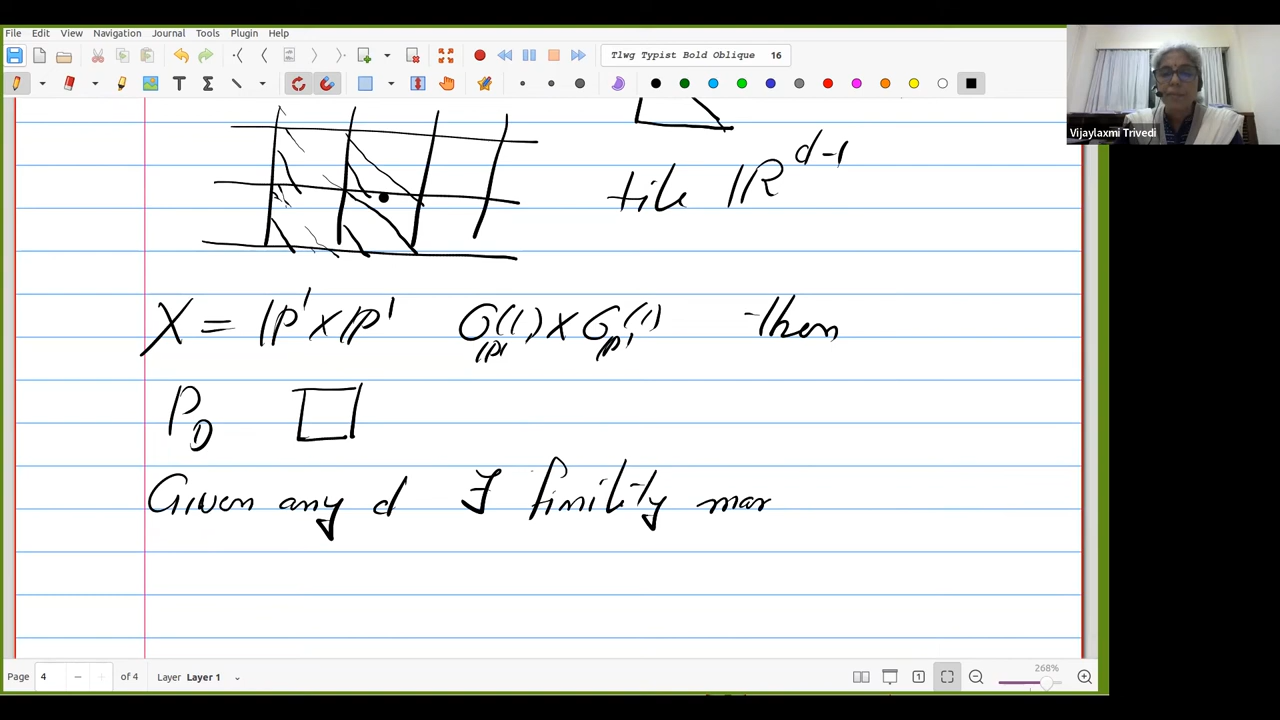 File Edit View Navigation Journal Tools Plugin Help
Tlwg Typist Bold Oblique 16
Vijaylaxmi Trivedi
tile ℝ^{d-1}
X = ℙ¹ × ℙ¹ O_{ℙ¹}(1) × O_{ℙ¹}(1) then
P_D □
Given any d ∃ finitity man
Page 4 of 4 Layer Layer 1 268%